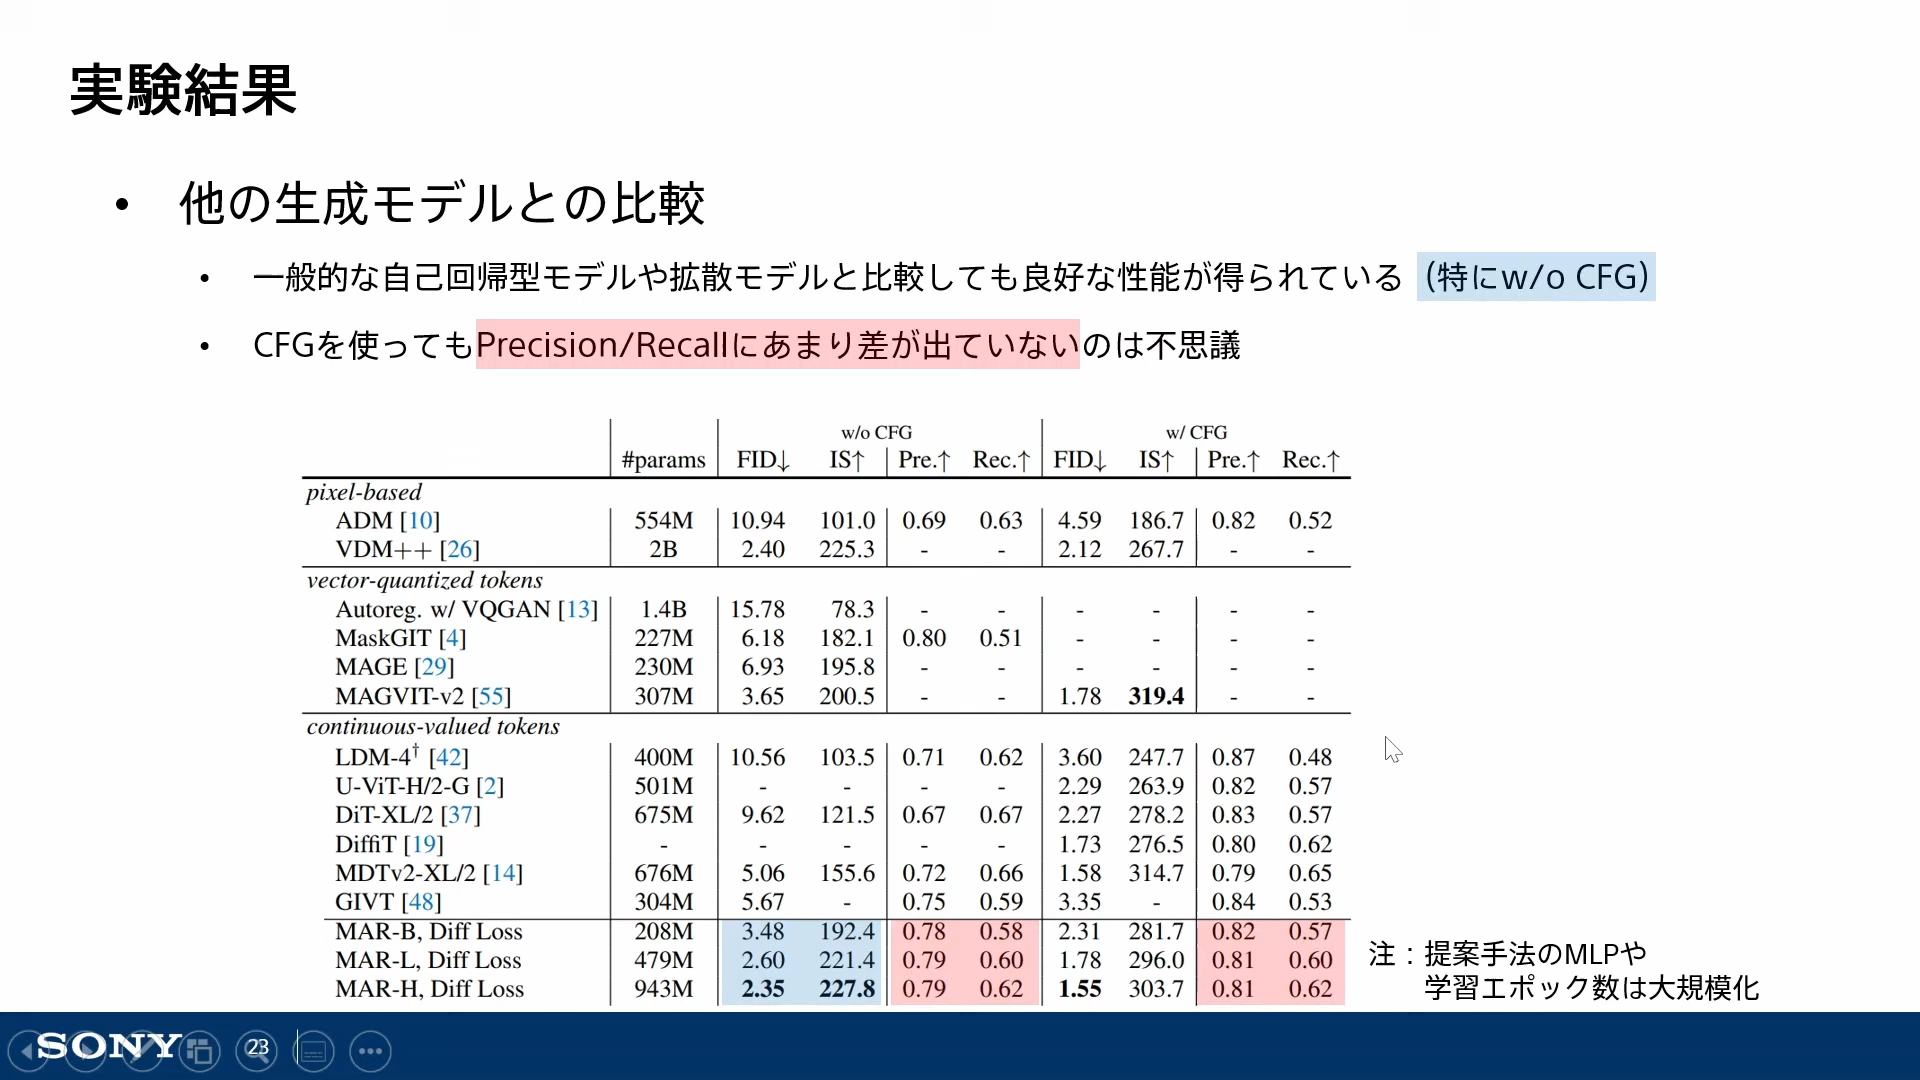 実験結果
• 他の生成モデルとの比較
• 一般的な自己回帰型モデルや拡散モデルと比較しても良好な性能が得られている (特にw/o CFG)
• CFGを使ってもPrecision/Recallにあまり差が出ていないのは不思議
w/o CFG w/ CFG
#params FID↓ IS↑ Pre.↑ Rec.↑ FID↓ IS↑ Pre.↑ Rec.↑
pixel-based
ADM [10] 554M 10.94 101.0 0.69 0.63 4.59 186.7 0.82 0.52
VDM++ [26] 2B 2.40 225.3 - - 2.12 267.7 - -
vector-quantized tokens
Autoreg. w/ VQGAN [13] 1.4B 15.78 78.3 - - - - - -
MaskGIT [4] 227M 6.18 182.1 0.80 0.51 - - - -
MAGE [29] 230M 6.93 195.8 - - - - - -
MAGVIT-v2 [55] 307M 3.65 200.5 - - 1.78 319.4 - -
continuous-valued tokens
LDM-4† [42] 400M 10.56 103.5 0.71 0.62 3.60 247.7 0.87 0.48
U-ViT-H/2-G [2] 501M - - - - 2.29 263.9 0.82 0.57
DiT-XL/2 [37] 675M 9.62 121.5 0.67 0.67 2.27 278.2 0.83 0.57
DiffiT [19] - - - - - 1.73 276.5 0.80 0.62
MDTv2-XL/2 [14] 676M 5.06 155.6 0.72 0.66 1.58 314.7 0.79 0.65
GIVT [48] 304M 5.67 - 0.75 0.59 3.35 - 0.84 0.53
MAR-B, Diff Loss 208M 3.48 192.4 0.78 0.58 2.31 281.7 0.82 0.57
MAR-L, Diff Loss 479M 2.60 221.4 0.79 0.60 1.78 296.0 0.81 0.60
MAR-H, Diff Loss 943M 2.35 227.8 0.79 0.62 1.55 303.7 0.81 0.62
注：提案手法のMLPや
学習エポック数は大規模化
SONY 23